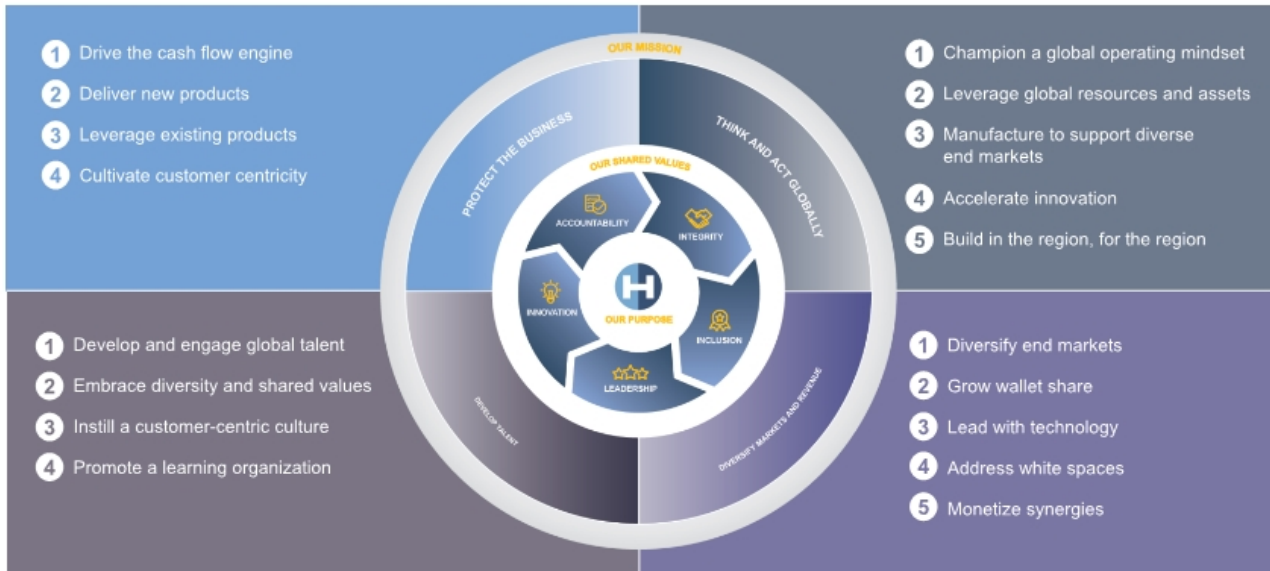 1 Drive the cash flow engine
2 Deliver new products
3 Leverage existing products
4 Cultivate customer centricity
OUR MISSION
PROTECT THE BUSINESS
THINK AND ACT GLOBALLY
1 Champion a global operating mindset
2 Leverage global resources and assets
3 Manufacture to support diverse
end markets
4 Accelerate innovation
5 Build in the region, for the region
OUR SHARED VALUES
ACCOUNTABILITY
INTEGRITY
INNOVATION
H
OUR PURPOSE
INCLUSION
LEADERSHIP
1 Develop and engage global talent
2 Embrace diversity and shared values
3 Instill a customer-centric culture
4 Promote a learning organization
DEVELOP TALENT
DIVERSIFY MARKETS AND REVENUE
1 Diversify end markets
2 Grow wallet share
3 Lead with technology
4 Address white spaces
5 Monetize synergies